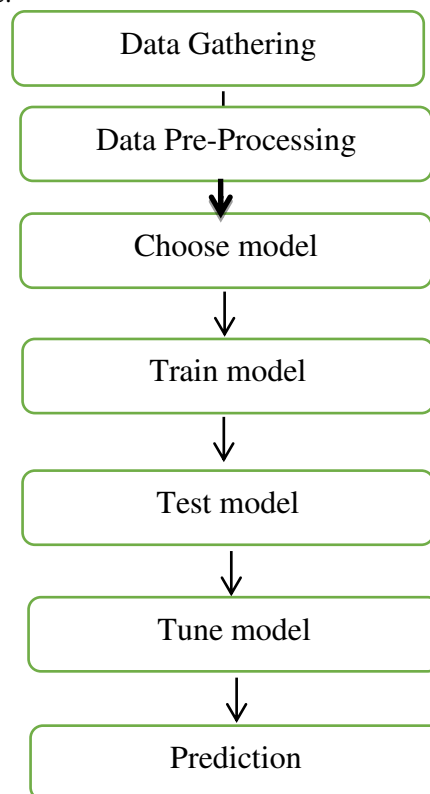 Data Gathering
Data Pre-Processing
Choose model
Train model
Test model
Tune model
Prediction